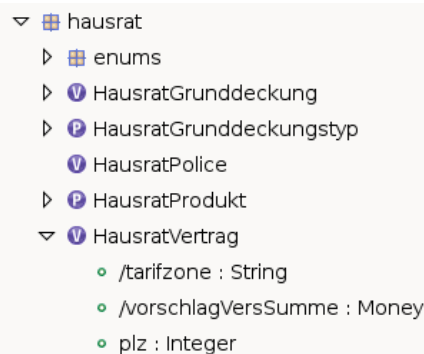 hausrat
enums
V HausratGrunddeckung
P HausratGrunddeckungstyp
V HausratPolice
P HausratProdukt
V HausratVertrag
/tarifzone : String
/vorschlagVersSumme : Money
plz : Integer